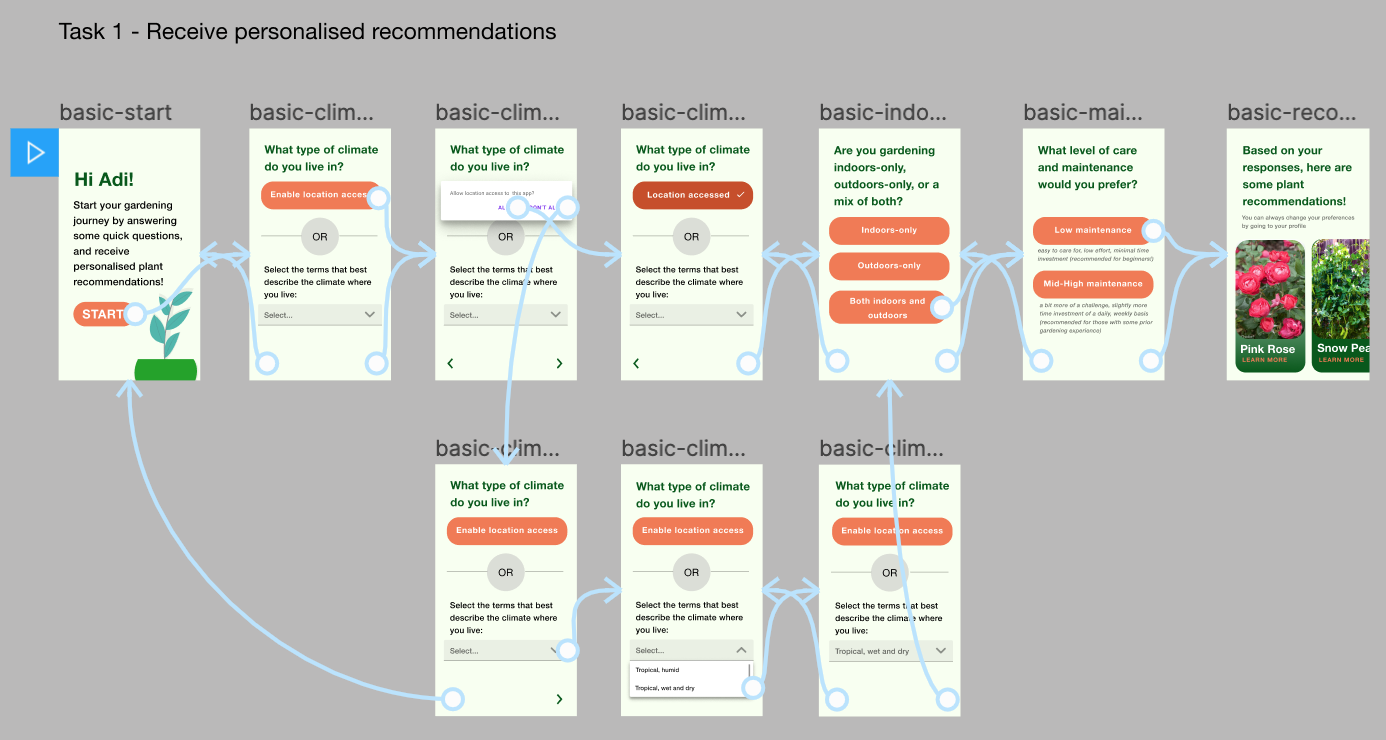 Task 1 - Receive personalised recommendations
basic-start
Hi Adi!
Start your gardening
journey by answering
some quick questions,
and receive
personalised plant
recommendations!
START
basic-clim...
What type of climate
do you live in?
Enable location access
OR
Select the terms that best
describe the climate where
you live:
Select...
basic-clim...
What type of climate
do you live in?
Allow location access to this app?
AL DON'T AL
OR
Select the terms that best
describe the climate where
you live:
Select...
basic-clim...
What type of climate
do you live in?
Location accessed
OR
Select the terms that best
describe the climate where
you live:
Select...
basic-indo...
Are you gardening
indoors-only,
outdoors-only, or a
mix of both?
Indoors-only
Outdoors-only
Both indoors and
outdoors
basic-mai...
What level of care
and maintenance
would you prefer?
Low maintenance
easy to care for, low effort, minimal time
investment (recommended for beginners!)
Mid-High maintenance
a bit more of a challenge, slightly more
time investment of a daily, weekly basis
(recommended for those with some prior
gardening experience)
basic-reco...
Based on your
responses, here are
some plant
recommendations!
You can always change your preferences
by going to your profile
Pink Rose
LEARN MORE
Snow Pea
LEARN MORE
basic-clim...
What type of climate
do you live in?
Enable location access
OR
Select the terms that best
describe the climate where
you live:
Select...
basic-clim...
What type of climate
do you live in?
Enable location access
OR
Select the terms that best
describe the climate where
you live:
Select...
Tropical, humid
Tropical, wet and dry
basic-clim...
What type of climate
do you live in?
Enable location access
OR
Select the terms that best
describe the climate where
you live:
Tropical, wet and dry